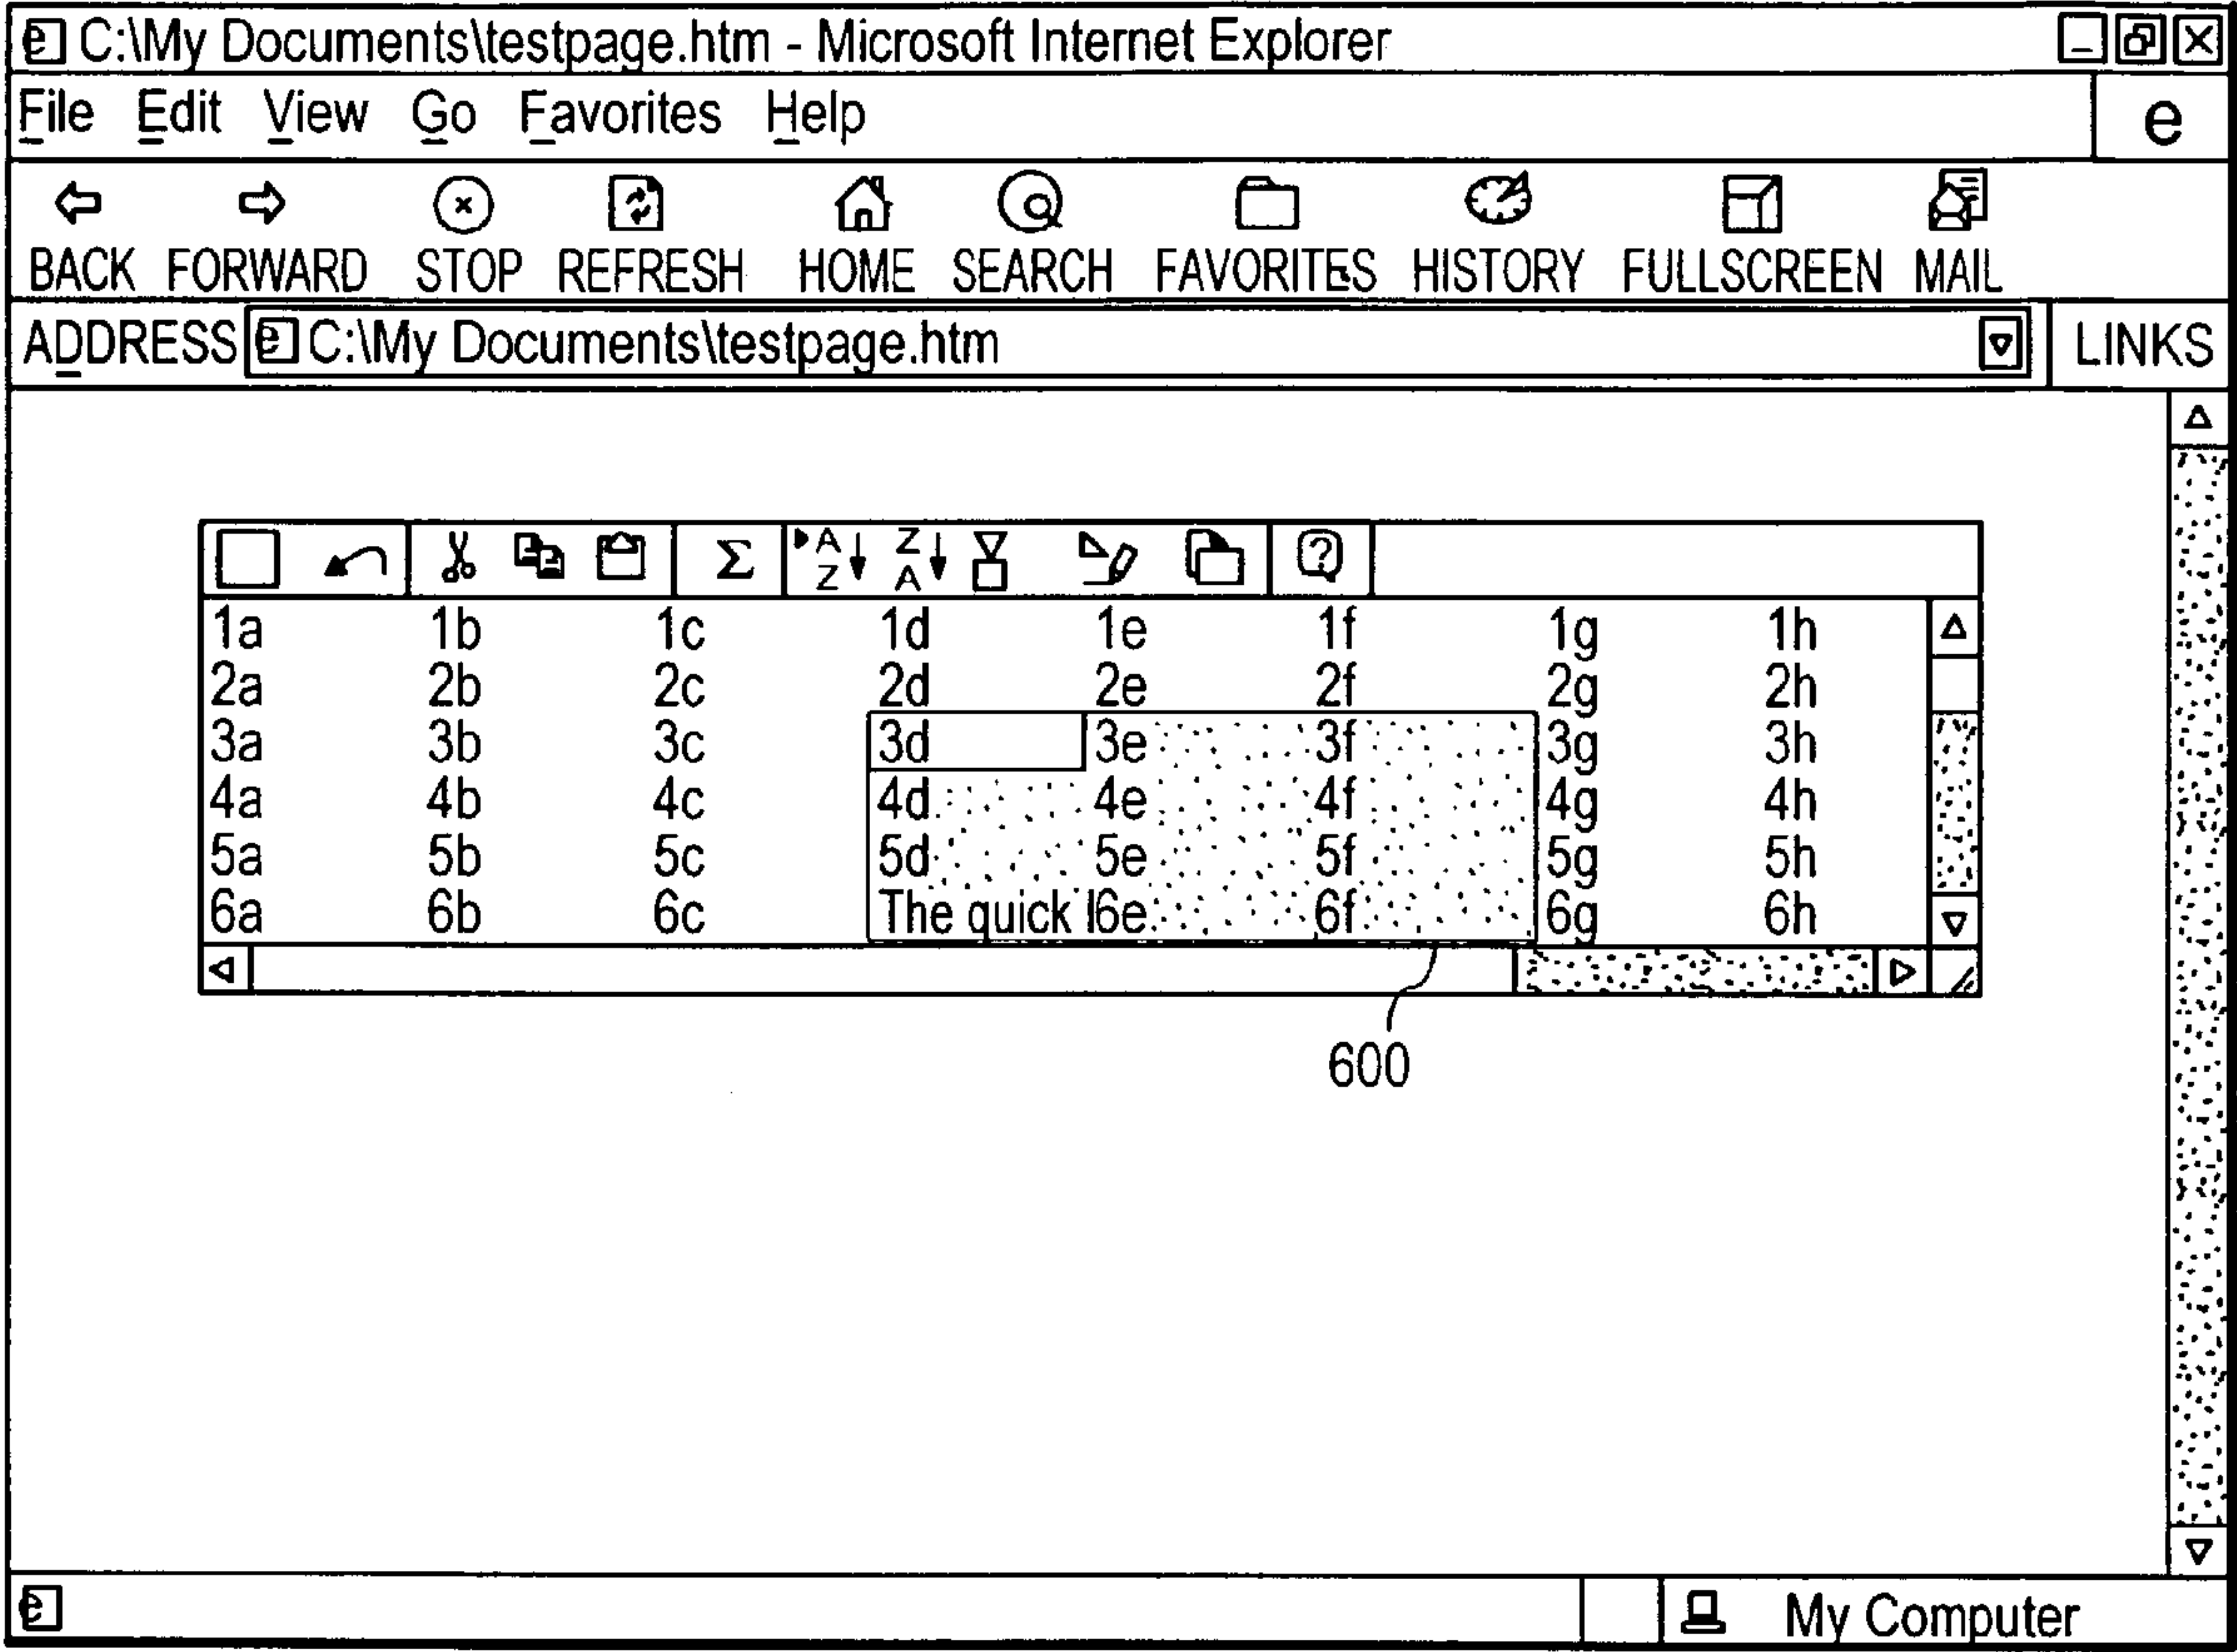 C:\My Documents\testpage.htm - Microsoft Internet Explorer
File Edit View Go Favorites Help e
BACK FORWARD STOP REFRESH HOME SEARCH FAVORITES HISTORY FULLSCREEN MAIL
ADDRESS C:\My Documents\testpage.htm LINKS
Σ A Z Z A ?
1a 1b 1c 1d 1e 1f 1g 1h
2a 2b 2c 2d 2e 2f 2g 2h
3a 3b 3c 3d 3e 3f 3g 3h
4a 4b 4c 4d 4e 4f 4g 4h
5a 5b 5c 5d 5e 5f 5g 5h
6a 6b 6c The quick l6e 6f 6g 6h
600
My Computer